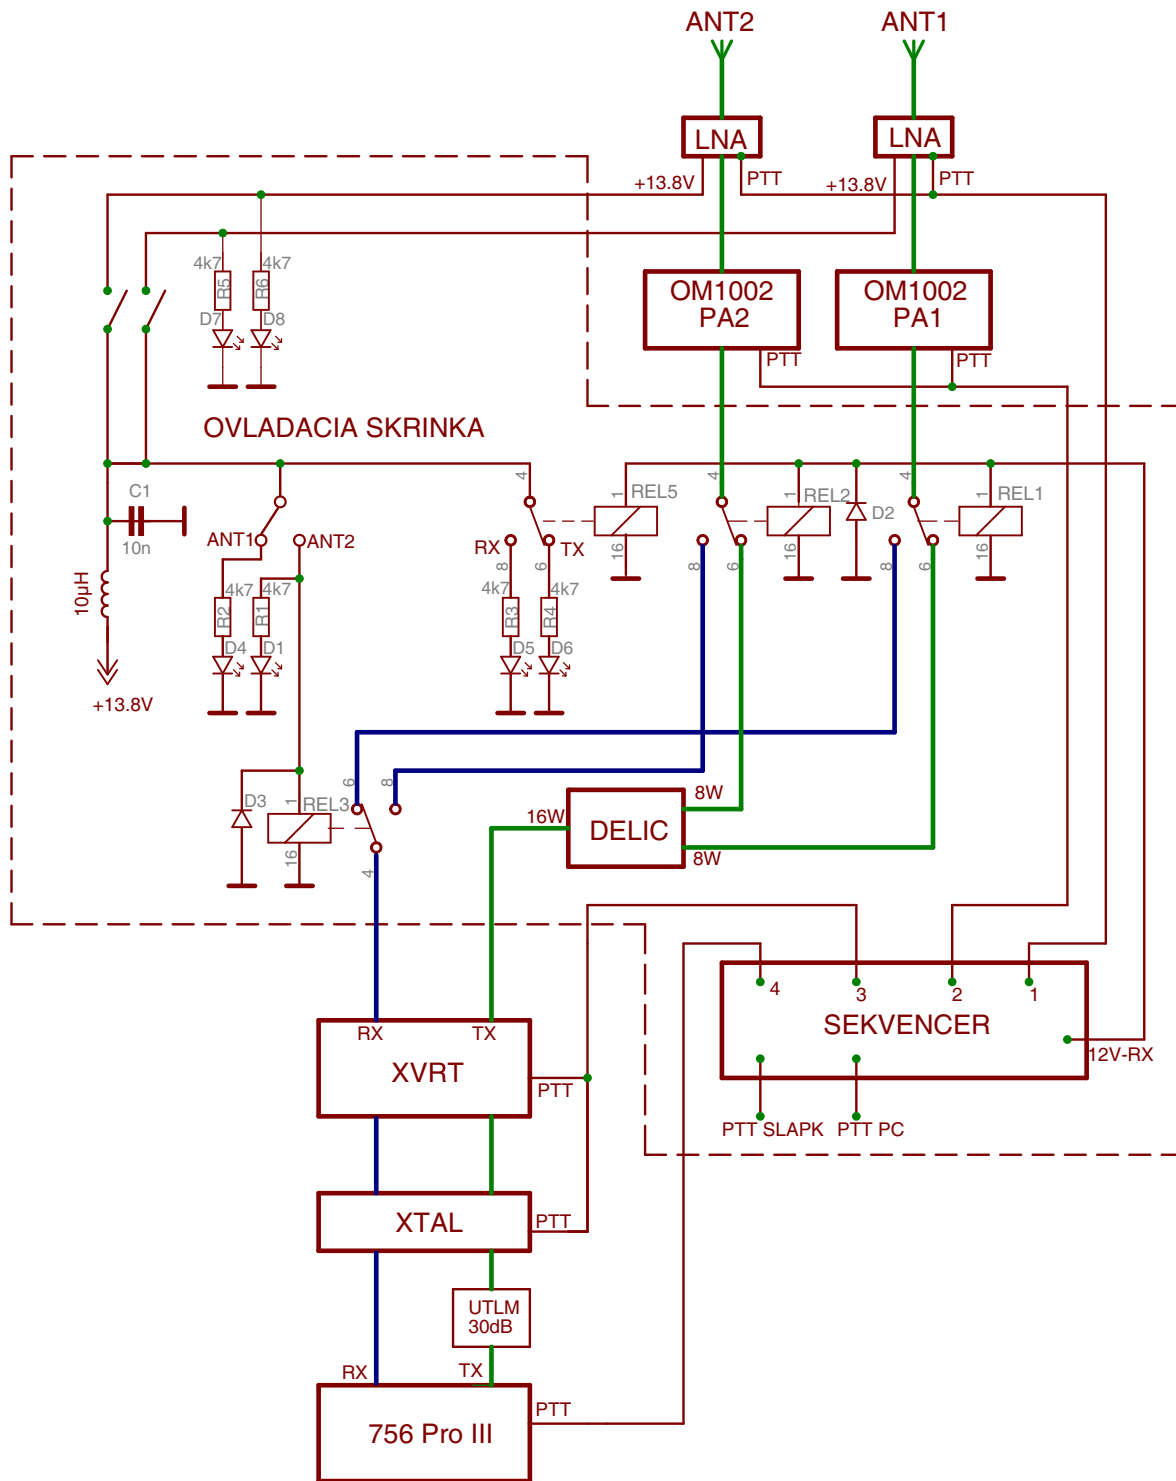 ANT2
ANT1
LNA
LNA
+13.8V
PTT
+13.8V
PTT
4k7
4k7
R5
R6
D7
D8
OM1002
PA2
OM1002
PA1
PTT
PTT
OVLADACIA SKRINKA
C1
10n
ANT1
ANT2
4
RX
TX
8
6
1
REL5
16
4
8
6
1
REL2
16
D2
4
8
6
1
REL1
16
10µH
+13.8V
4k7
4k7
R2
R1
D4
D1
4k7
4k7
R3
R4
D5
D6
D3
1
REL3
16
6
8
4
16W
DELIC
8W
8W
4
3
2
1
SEKVENCER
12V-RX
PTT SLAPK
PTT PC
RX
TX
XVRT
PTT
XTAL
PTT
UTLM
30dB
RX
TX
756 Pro III
PTT